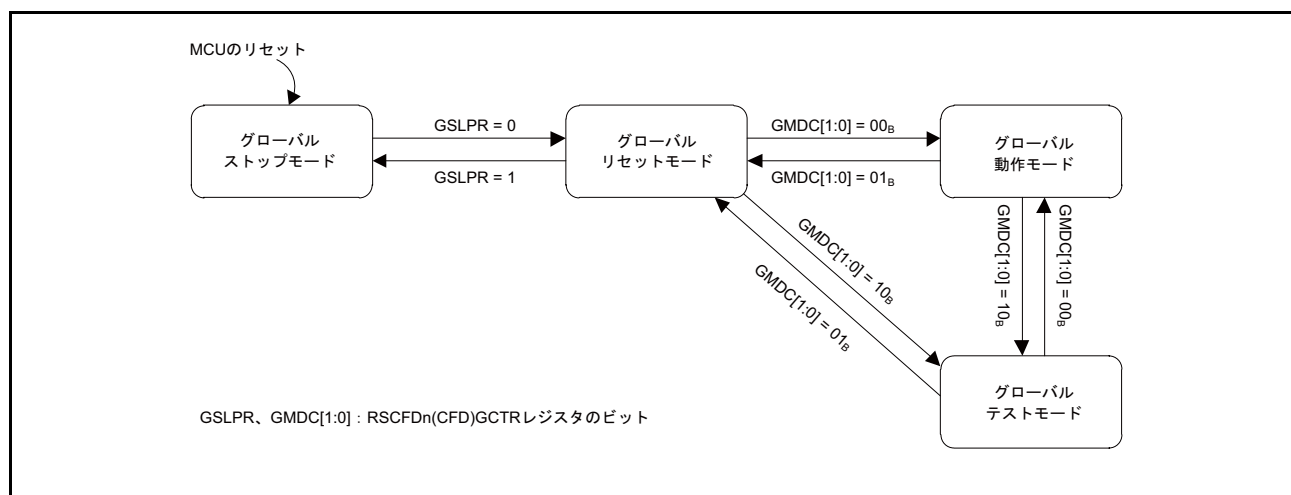 MCUのリセット
グローバル
ストップモード
GSLPR = 0
GSLPR = 1
グローバル
リセットモード
GMDC[1:0] = 00B
GMDC[1:0] = 01B
グローバル
動作モード
GMDC[1:0] = 10B
GMDC[1:0] = 01B
GMDC[1:0] = 10B
GMDC[1:0] = 00B
グローバル
テストモード
GSLPR、GMDC[1:0] : RSCFDn(CFD)GCTRレジスタのビット